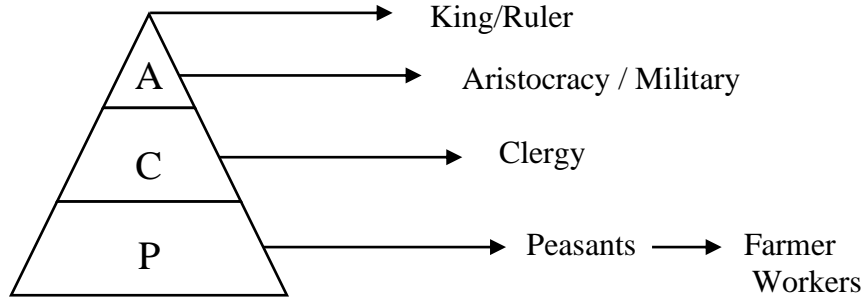 King/Ruler
A
Aristocracy / Military
C
Clergy
P
Peasants
Farmer
Workers